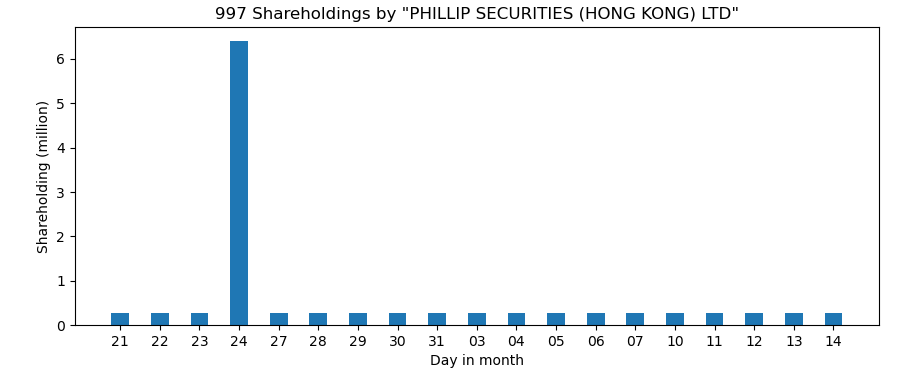 997 Shareholdings by "PHILLIP SECURITIES (HONG KONG) LTD"
Shareholding (million)
6
5
4
3
2
1
0
21 22 23 24 27 28 29 30 31 03 04 05 06 07 10 11 12 13 14
Day in month